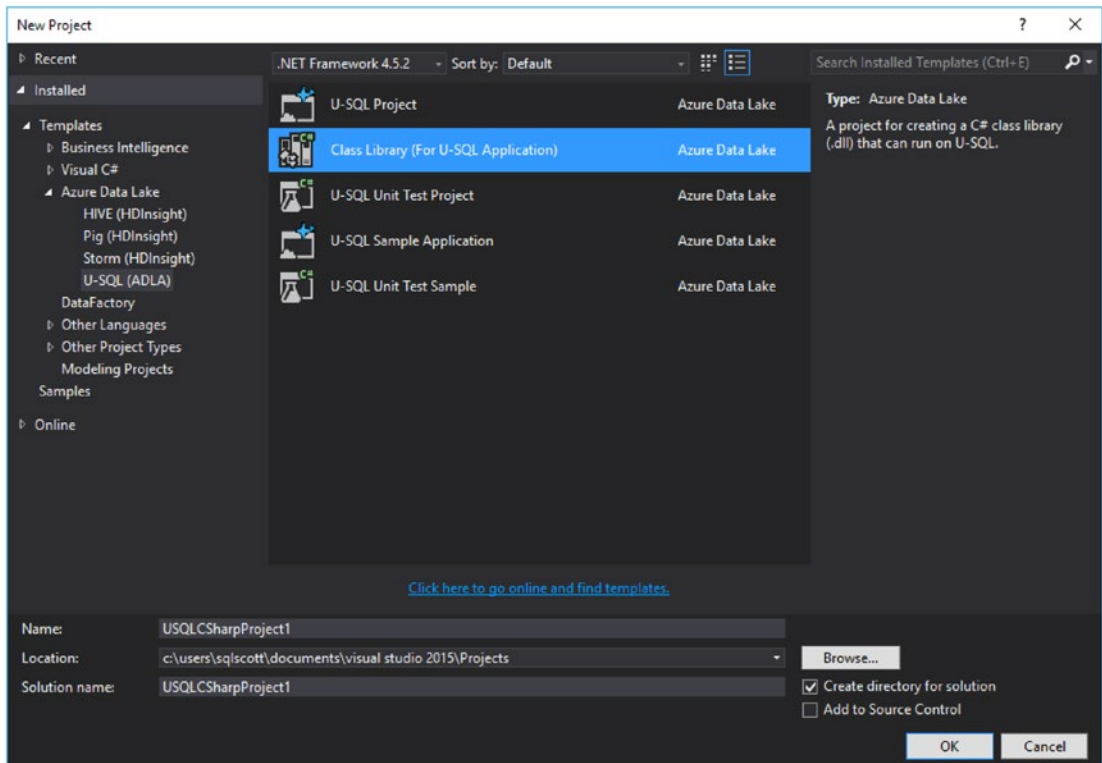 New Project
?
Recent
Installed
Templates
Business Intelligence
Visual C#
Azure Data Lake
HIVE (HDInsight)
Pig (HDInsight)
Storm (HDInsight)
U-SQL (ADLA)
DataFactory
Other Languages
Other Project Types
Modeling Projects
Samples
Online
.NET Framework 4.5.2
Sort by: Default
U-SQL Project Azure Data Lake
Class Library (For U-SQL Application) Azure Data Lake
U-SQL Unit Test Project Azure Data Lake
U-SQL Sample Application Azure Data Lake
U-SQL Unit Test Sample Azure Data Lake
Click here to go online and find templates.
Search Installed Templates (Ctrl+E)
Type: Azure Data Lake
A project for creating a C# class library
(.dll) that can run on U-SQL.
Name: USQLCSharpProject1
Location: c:\users\sqlscott\documents\visual studio 2015\Projects
Browse...
Solution name: USQLCSharpProject1
Create directory for solution
Add to Source Control
OK
Cancel